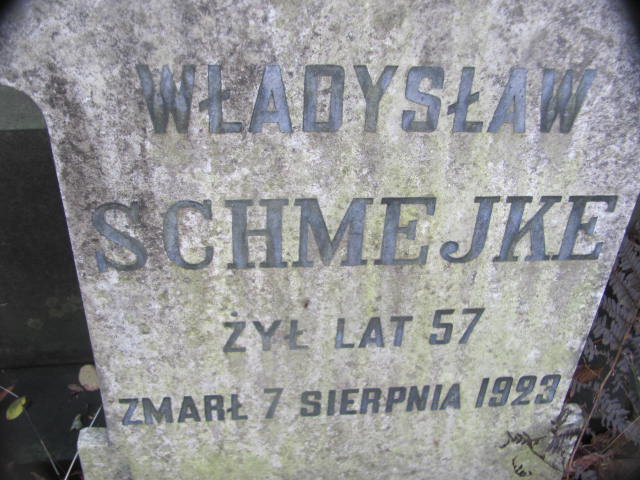 WŁADYSŁAW
SCHMEJKE
ŻYŁ LAT 57
ZMARŁ 7 SIERPNIA 1923